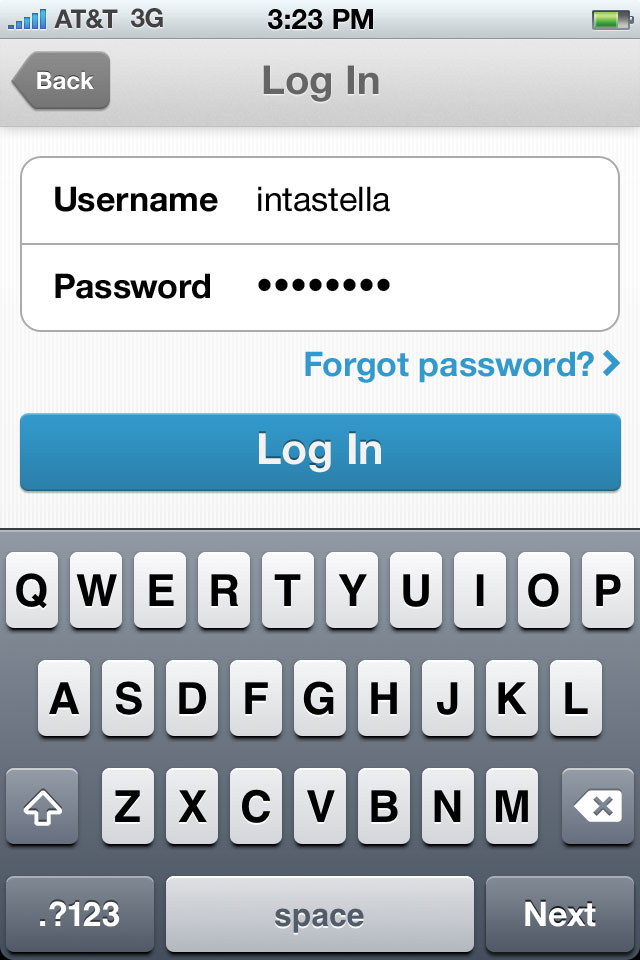 AT&T 3G 3:23 PM
Back Log In
Username intastella
Password ••••••••
Forgot password?
Log In
Q W E R T Y U I O P
A S D F G H J K L
Z X C V B N M
.?123 space Next